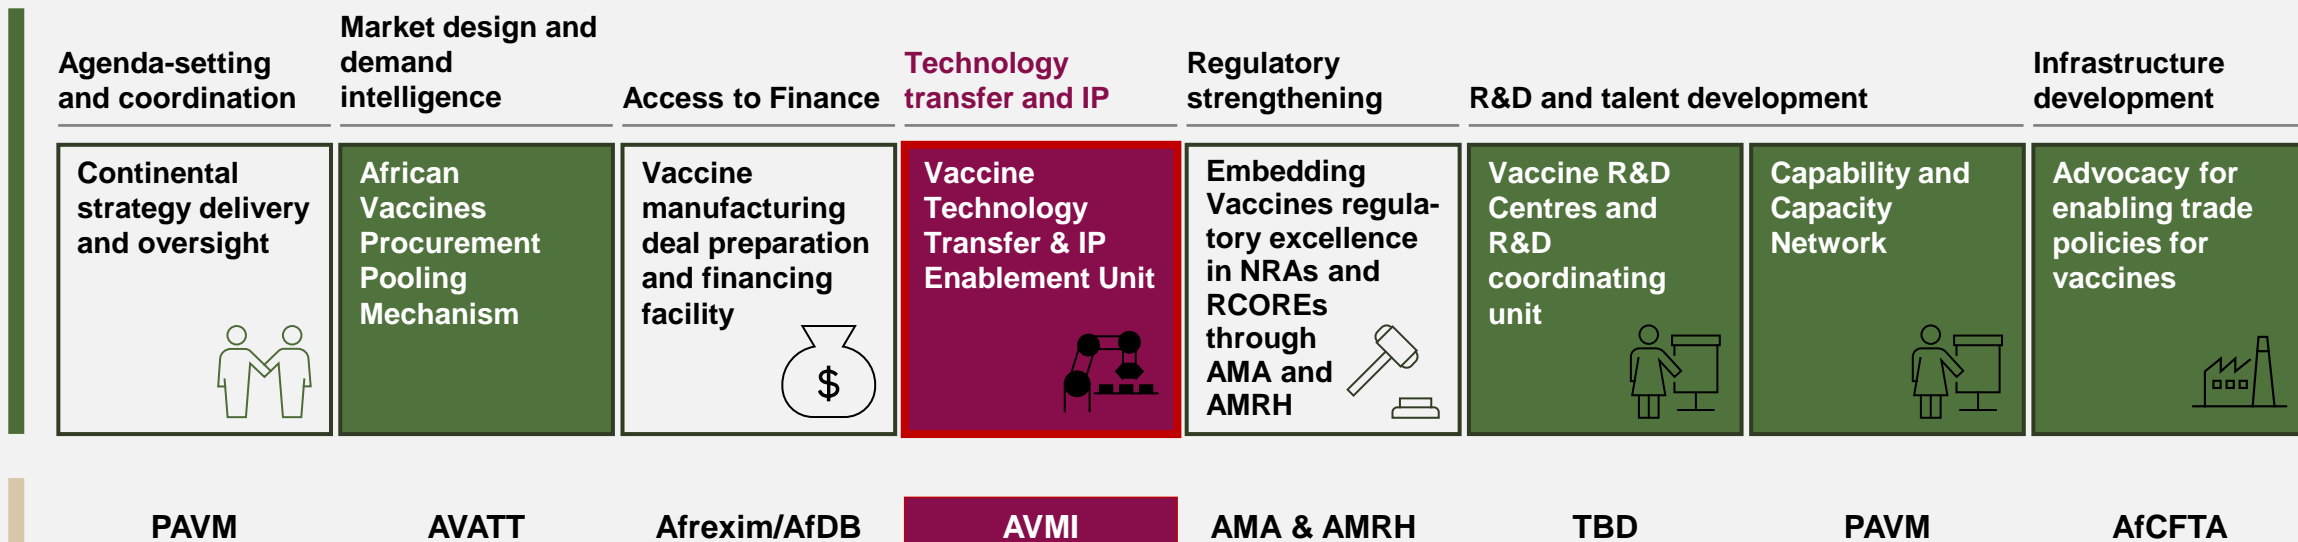 Agenda-setting
and coordination
Market design and
demand
intelligence
Access to Finance
Technology
transfer and IP
Regulatory
strengthening
R&D and talent development
Infrastructure
development
Continental
strategy delivery
and oversight
African
Vaccines
Procurement
Pooling
Mechanism
Vaccine
manufacturing
deal preparation
and financing
facility
$
Vaccine
Technology
Transfer & IP
Enablement Unit
Embedding
Vaccines regula-
tory excellence
in NRAs and
RCOREs
through
AMA and
AMRH
Vaccine R&D
Centres and
R&D
coordinating
unit
Capability and
Capacity
Network
Advocacy for
enabling trade
policies for
vaccines
PAVM
AVATT
Afrexim/AfDB
AVMI
AMA & AMRH
TBD
PAVM
AfCFTA